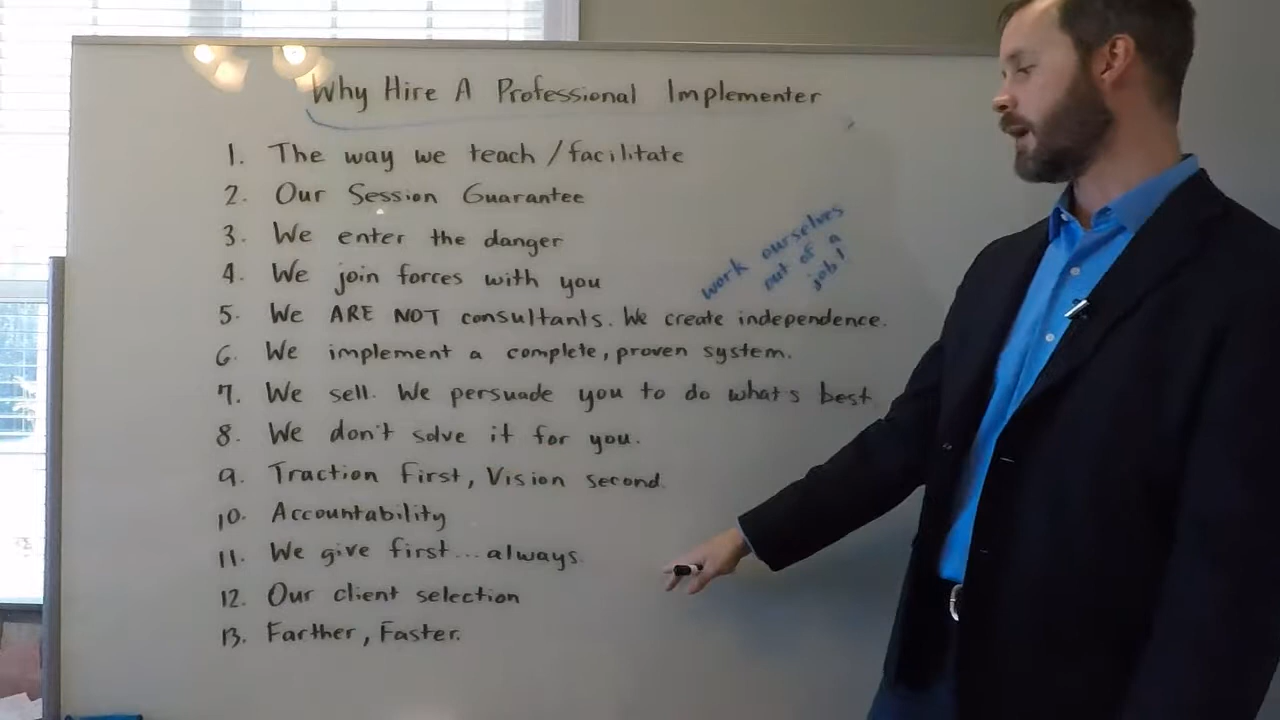 Why Hire A Professional Implementer
1. The way we teach / facilitate
2. Our Session Guarantee
3. We enter the danger
4. We join forces with you
work ourselves
out of a
job!
5. We ARE NOT consultants. We create independence.
6. We implement a complete, proven system.
7. We sell. We persuade you to do what's best
8. We don't solve it for you.
9. Traction First, Vision second.
10. Accountability
11. We give first... always.
12. Our client selection
13. Farther, Faster.